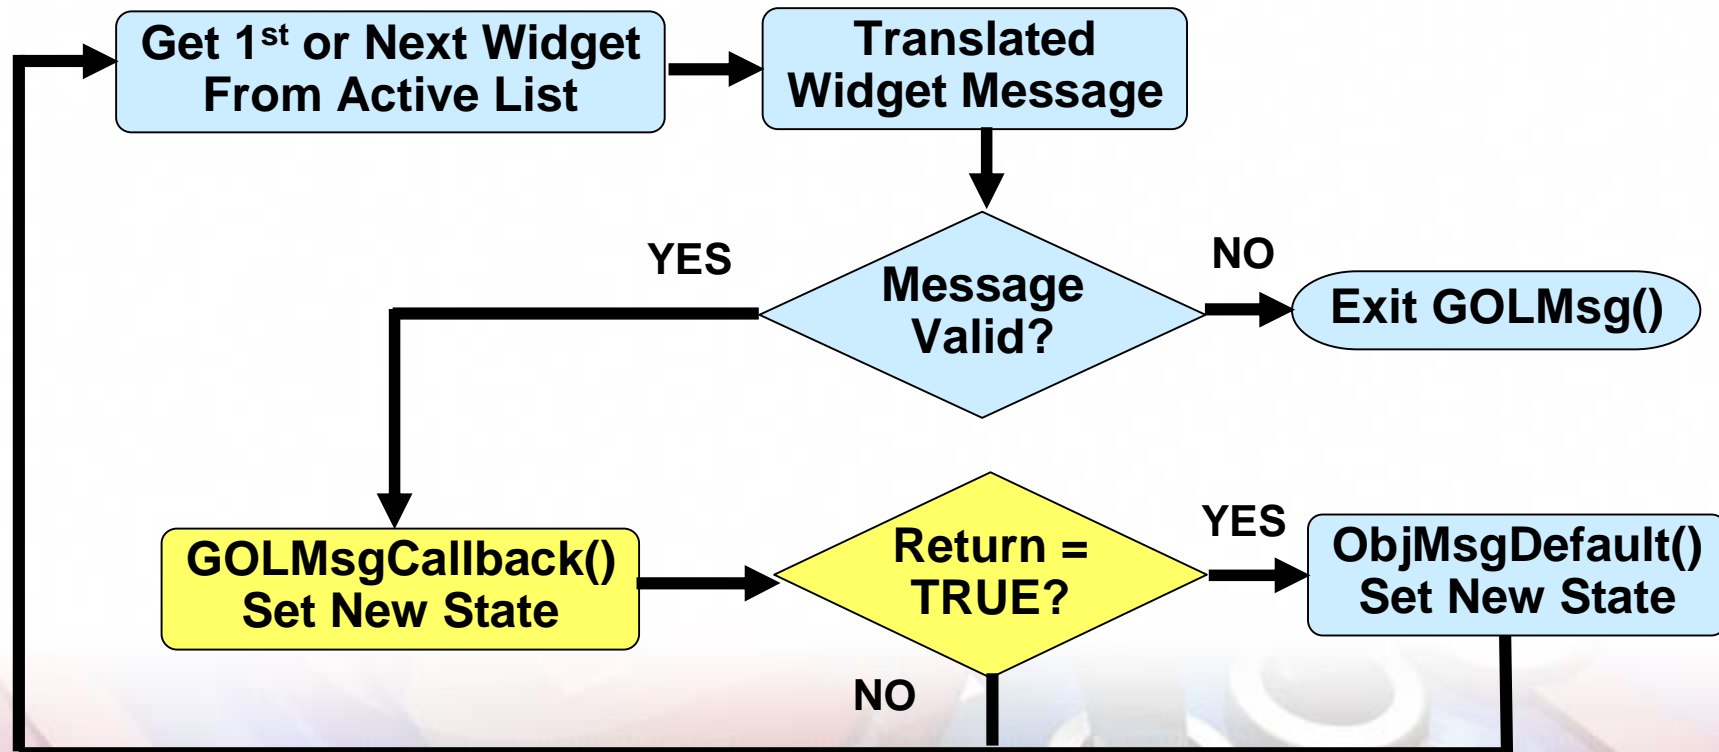 Get 1st or Next Widget
From Active List
Translated
Widget Message
Message
Valid?
YES
NO
Exit GOLMsg()
GOLMsgCallback()
Set New State
Return =
TRUE?
YES
NO
ObjMsgDefault()
Set New State